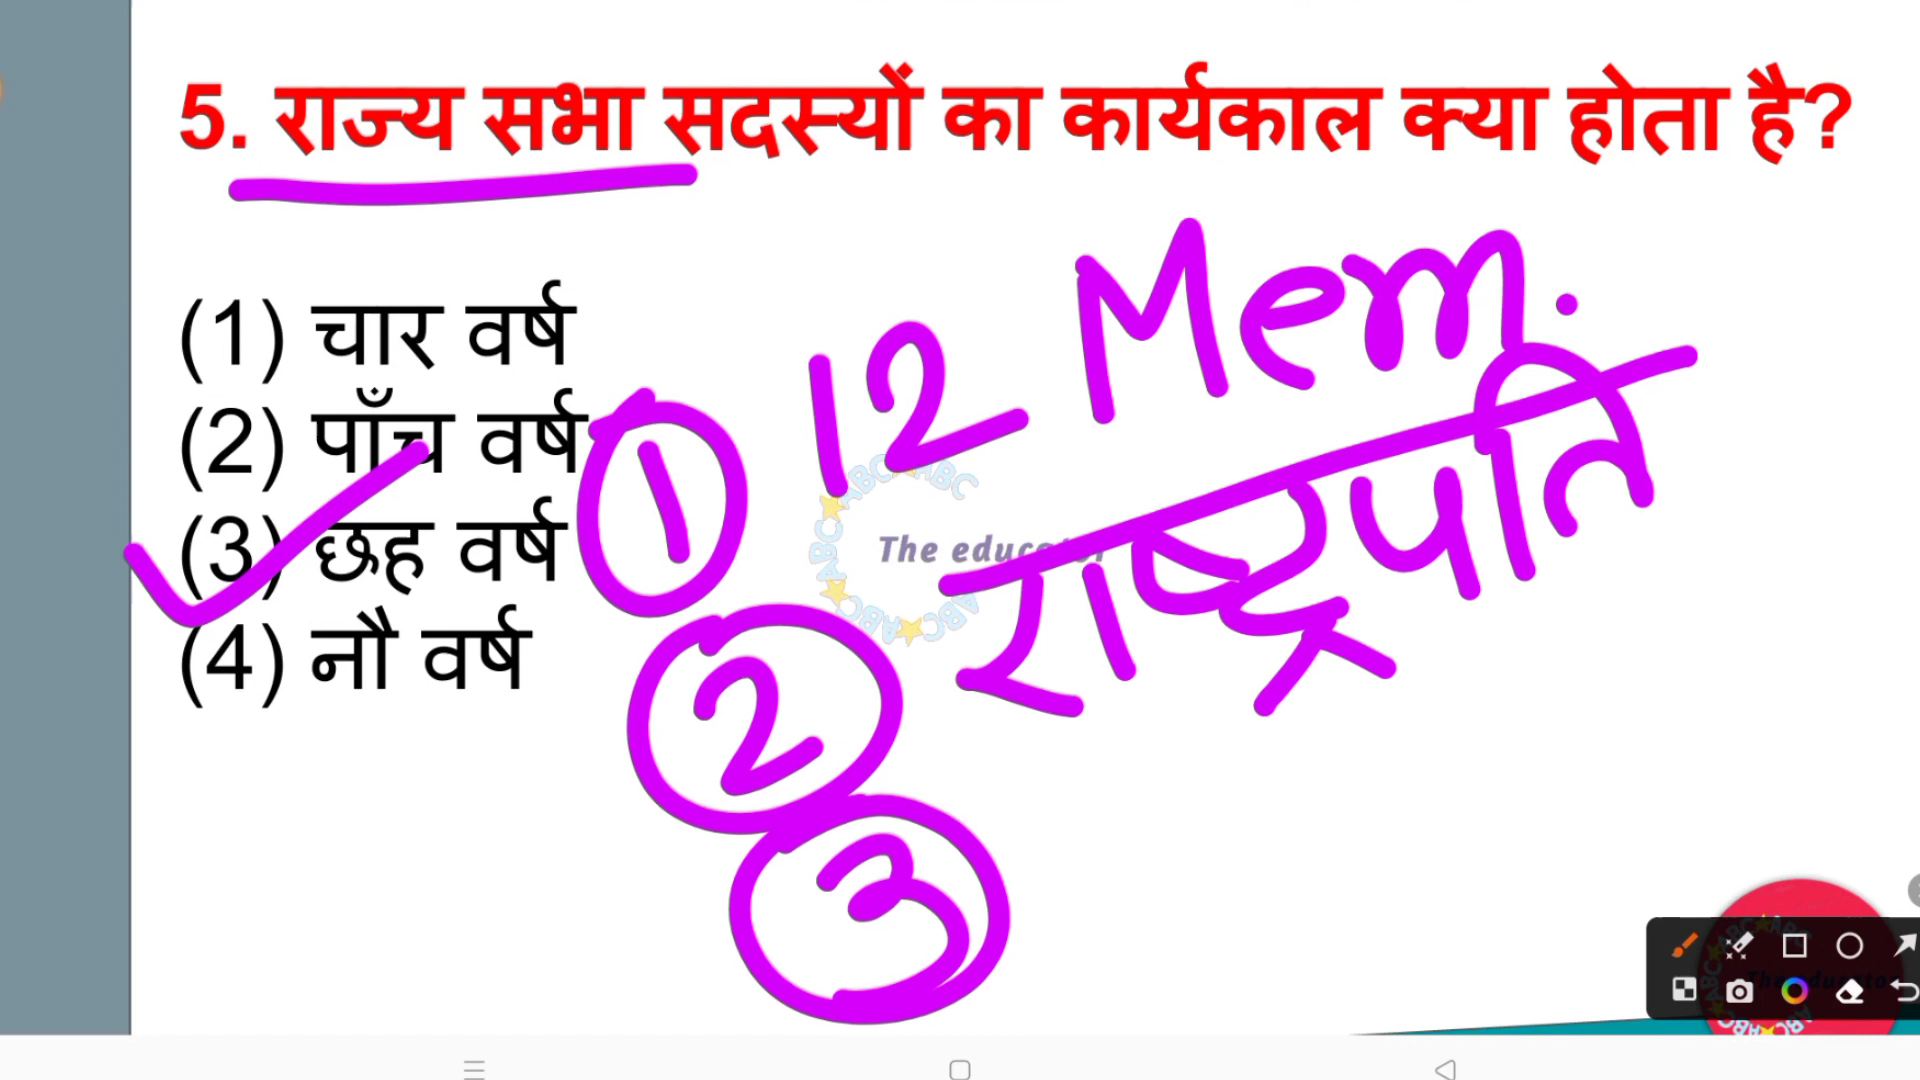 5. राज्य सभा सदस्यों का कार्यकाल क्या होता है?
(1) चार वर्ष
(2) पाँच वर्ष
(3) छह वर्ष
(4) नौ वर्ष
12 Mem.
राष्ट्रपति
1
2
3
The educator